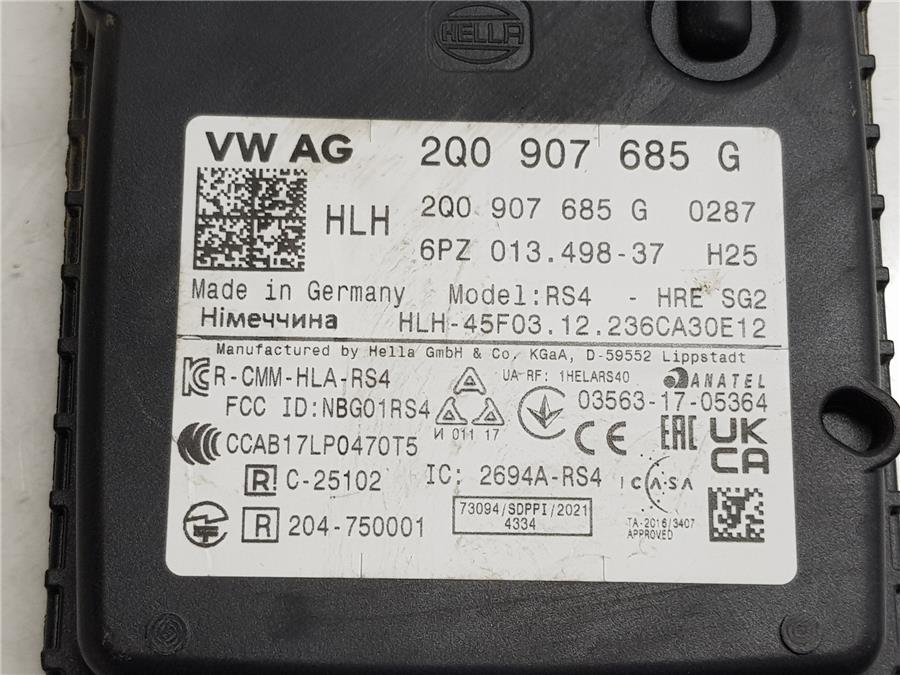 HELLA
VW AG 2Q0 907 685 G
HLH 2Q0 907 685 G 0287
6PZ 013.498-37 H25
Made in Germany Model:RS4 - HRE SG2
Німеччина HLH-45F03.12.236CA30E12
Manufactured by Hella GmbH & Co. KGaA, D-59552 Lippstadt
R-CMM-HLA-RS4 UA RF: 1HELARS40 ANATEL
FCC ID:NBG01RS4 И 011 17 03563-17-05364
CCAB17LP0470T5 CE EAC UK CA
R C-25102 IC: 2694A-RS4 ICASA
R 204-750001 73094/SDPPI/2021
4334
TA-2016/3407
APPROVED